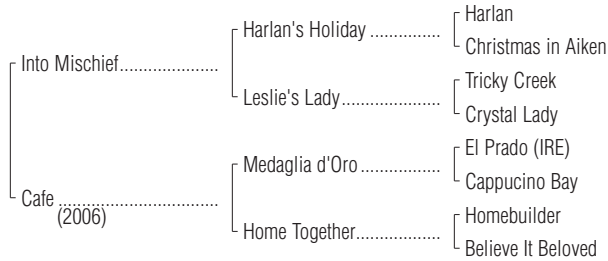 Harlan
Harlan's Holiday ...............
Christmas in Aiken
Into Mischief.....................
Tricky Creek
Leslie's Lady.....................
Crystal Lady
El Prado (IRE)
Medaglia d'Oro .................
Cappucino Bay
Cafe ..................................
(2006)
Homebuilder
Home Together..................
Believe It Beloved